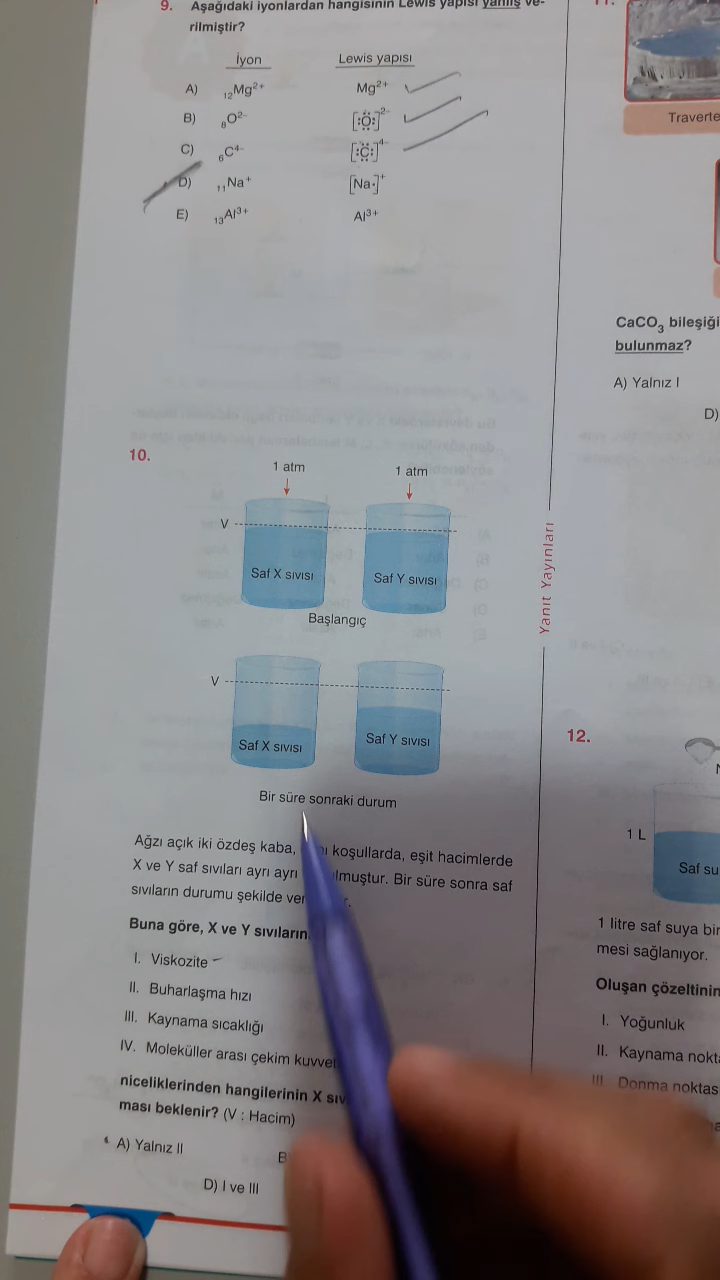 9. Aşağıdaki iyonlardan hangisinin Lewis yapısı yanlış ve-
rilmiştir?
İyon Lewis yapısı
A) ₁₂Mg²⁺ Mg²⁺
B) ₈O²⁻ [:Ö:]²⁻
C) ₆C⁴⁻ [:C̈:]⁴⁻
D) ₁₁Na⁺ [Na·]⁺
E) ₁₃Al³⁺ Al³⁺
10.
1 atm 1 atm
V
Saf X sıvısı Saf Y sıvısı
Başlangıç
V
Saf X sıvısı Saf Y sıvısı
Bir süre sonraki durum
Ağzı açık iki özdeş kaba, koşullarda, eşit hacimlerde
X ve Y saf sıvıları ayrı ayrı Bir süre sonra saf
sıvıların durumu şekilde
Buna göre, X ve Y sıvıların
I. Viskozite
II. Buharlaşma hızı
III. Kaynama sıcaklığı
IV. Moleküller arası çekim
niceliklerinden hangilerinin X
ması beklenir? (V : Hacim)
A) Yalnız II
D) I ve III
Yanıt Yayınları
11.
Traverte
CaCO₃ bileşiği
bulunmaz?
A) Yalnız I
D)
12.
1 L
Saf su
1 litre saf suya bir
mesi sağlanıyor.
Oluşan çözeltinin
I. Yoğunluk
II. Kaynama nokt
III. Donma noktas